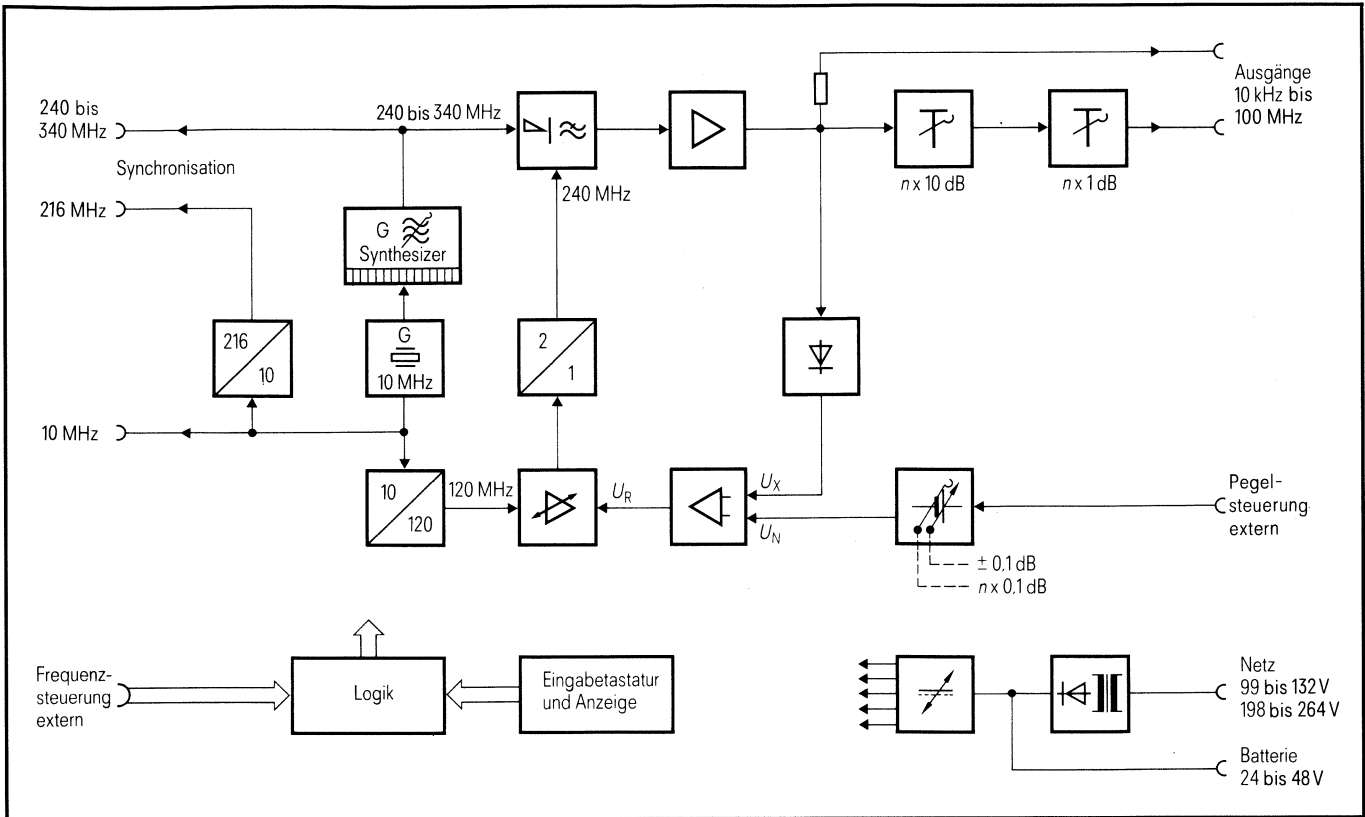 240 bis
340 MHz
Synchronisation
216 MHz
10 MHz
240 bis 340 MHz
240 MHz
G
Synthesizer
216
10
G
10 MHz
2
1
10
120
120 MHz
U_R
U_X
U_N
n x 10 dB
n x 1 dB
Ausgänge
10 kHz bis
100 MHz
Pegel-
steuerung
extern
± 0,1 dB
n x 0,1 dB
Frequenz-
steuerung
extern
Logik
Eingabetastatur
und Anzeige
Netz
99 bis 132 V
198 bis 264 V
Batterie
24 bis 48 V